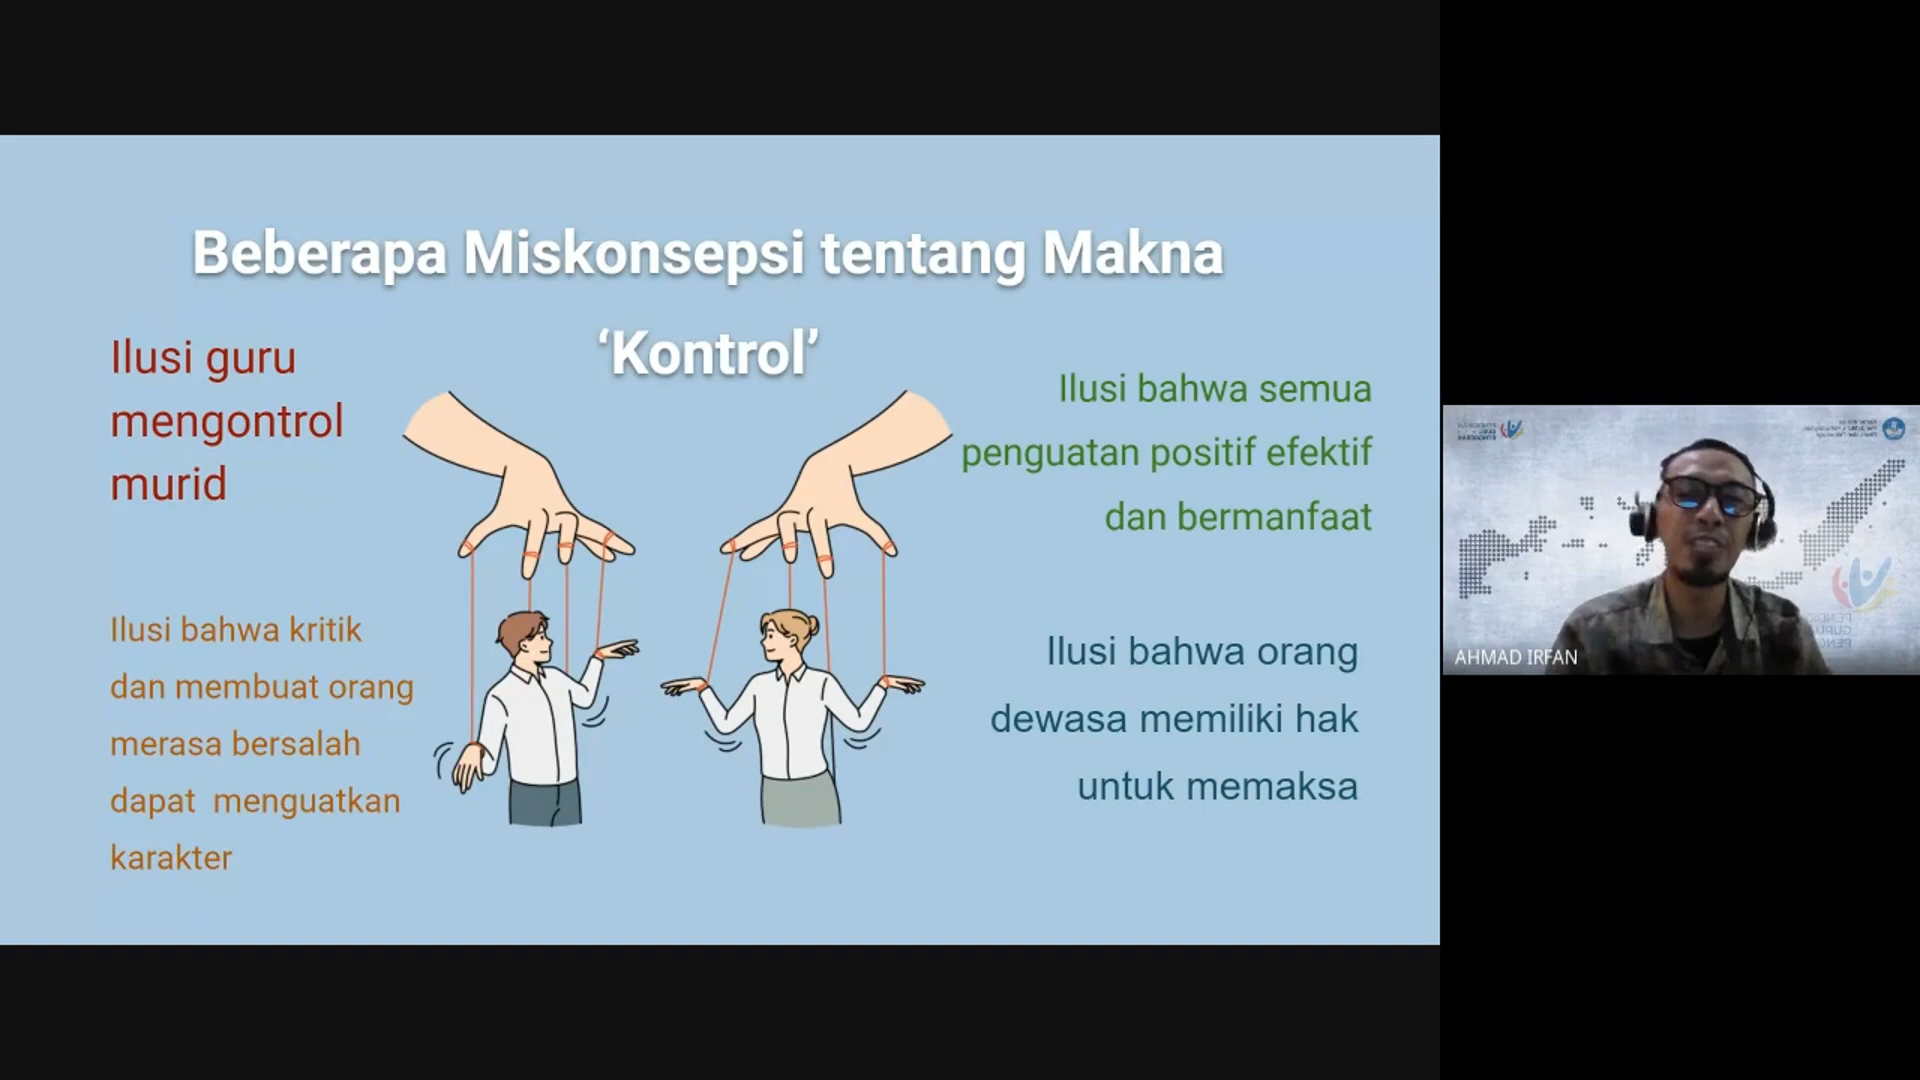 Beberapa Miskonsepsi tentang Makna
‘Kontrol’
Ilusi guru
mengontrol
murid
Ilusi bahwa semua
penguatan positif efektif
dan bermanfaat
Ilusi bahwa kritik
dan membuat orang
merasa bersalah
dapat menguatkan
karakter
Ilusi bahwa orang
dewasa memiliki hak
untuk memaksa
AHMAD IRFAN